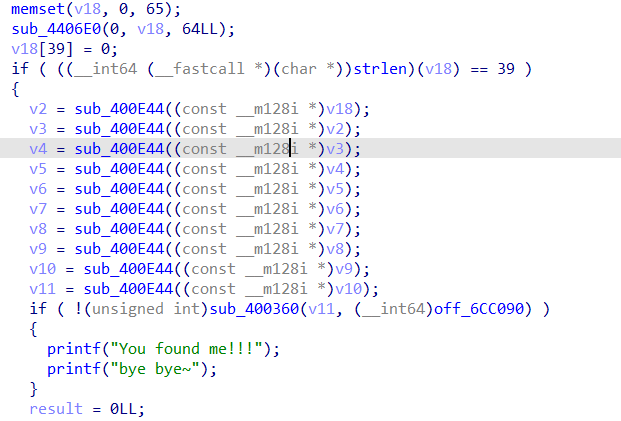 memset(v18, 0, 65);
sub_4406E0(0, v18, 64LL);
v18[39] = 0;
if ( ((__int64 (__fastcall *)(char *))strlen)(v18) == 39 )
{
v2 = sub_400E44((const __m128i *)v18);
v3 = sub_400E44((const __m128i *)v2);
v4 = sub_400E44((const __m128i *)v3);
v5 = sub_400E44((const __m128i *)v4);
v6 = sub_400E44((const __m128i *)v5);
v7 = sub_400E44((const __m128i *)v6);
v8 = sub_400E44((const __m128i *)v7);
v9 = sub_400E44((const __m128i *)v8);
v10 = sub_400E44((const __m128i *)v9);
v11 = sub_400E44((const __m128i *)v10);
if ( !(unsigned int)sub_400360(v11, (__int64)off_6CC090) )
{
printf("You found me!!!");
printf("bye bye~");
}
result = 0LL;